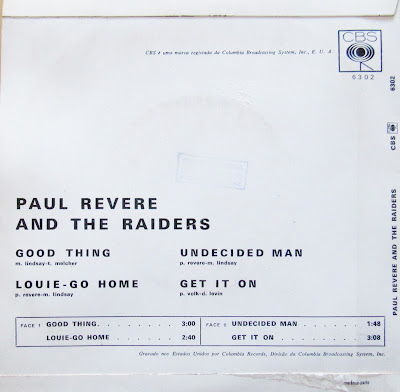 CBS
6302
CBS é uma marca registada da Columbia Broadcasting System, Inc., E. U. A.
PAUL REVERE
AND THE RAIDERS
GOOD THING
m. lindsay-t. melcher
UNDECIDED MAN
p. revere-m. lindsay
LOUIE-GO HOME
p. revere-m. lindsay
GET IT ON
p. volk-d. levin
FACE 1 GOOD THING. . . . . . . . 3:00
LOUIE-GO HOME . . . . . . . 2:40
FACE 2 UNDECIDED MAN . . . . . . 1:48
GET IT ON . . . . . . . . 3:08
Gravado nos Estados Unidos por Columbia Records, Divisão da Columbia Broadcasting System, Inc.
PAUL REVERE AND THE RAIDERS CBS 6302